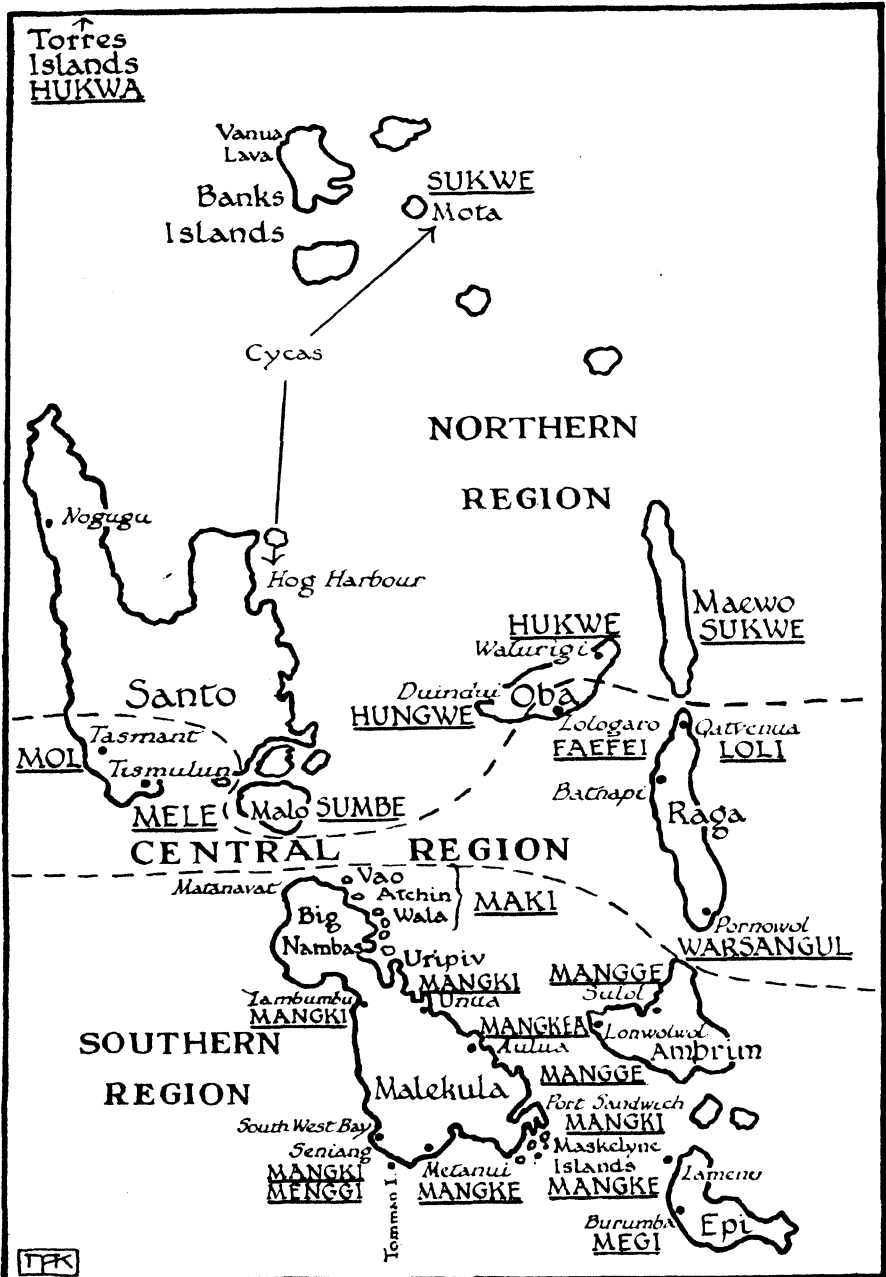 Torres
Islands
HUKWA
Vanua
Lava
Banks
Islands
SUKWE
Mota
Cycas
NORTHERN
REGION
Nogugu
Hog Harbour
Maewo
SUKWE
HUKWE
Walurigi
Santo
Duindui
Oba
HUNGWE
Lologaro
FAEFEI
Qatvenua
LOLI
Tasmant
MOL
Tismulun
Batnapi
MELE
Malo
SUMBE
Raga
CENTRAL REGION
Matanavat
Vao
Atchin
Wala
MAKI
Big
Nambas
Pornowol
WARSANGUL
Uripiv
MANGKI
MANGGE
Sulol
Lambumbu
MANGKI
Unua
SOUTHERN
REGION
MANGKEA
Aulua
Lonwolwol
Ambrim
MANGGE
Malekula
Port Sandwich
MANGKI
South West Bay
Seniang
MANGKI
MENGGI
Maskelyne
Islands
MANGKE
Metanui
MANGKE
Tomman I.
Lamenu
Burumba
MEGI
Epi